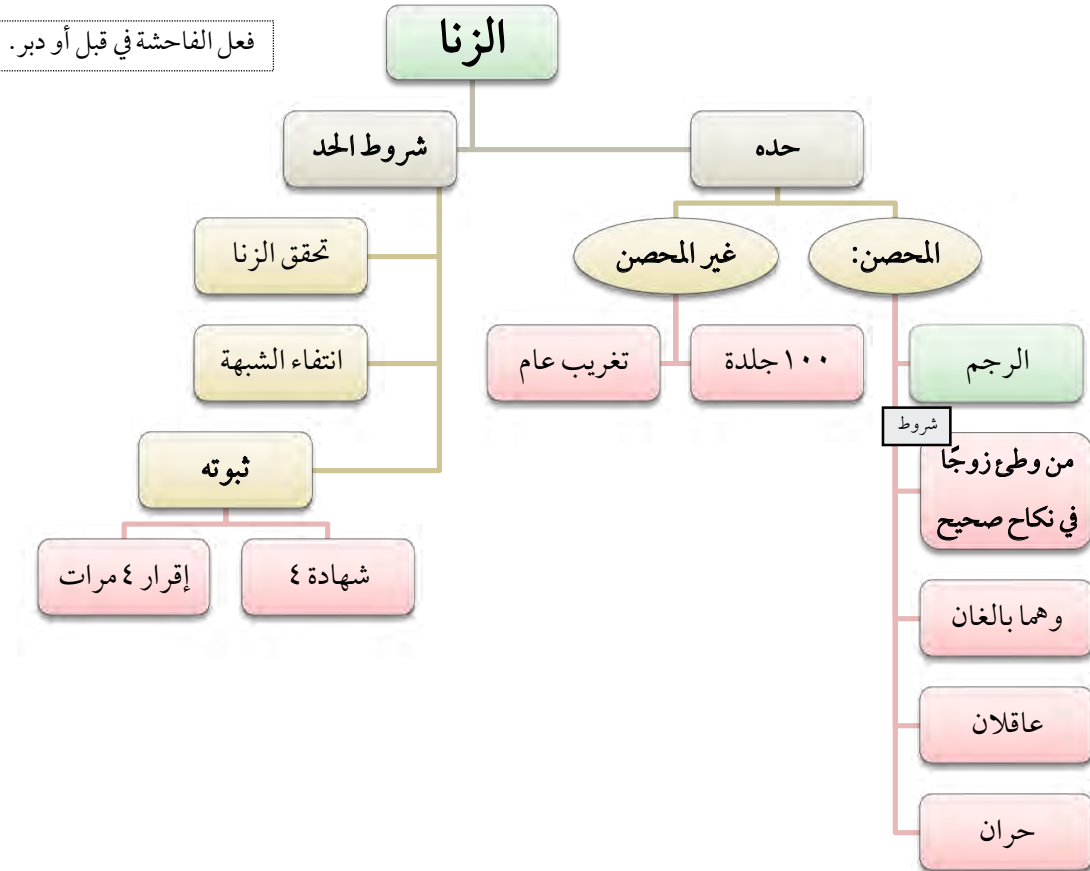 الزنا
فعل الفاحشة في قبل أو دبر.
حده
شروط الحد
المحصن:
غير المحصن
الرجم
شروط
من وطئ زوجًا
في نكاح صحيح
وهما بالغان
عاقلان
حران
١٠٠ جلدة
تغريب عام
تحقق الزنا
انتفاء الشبهة
ثبوته
شهادة ٤
إقرار ٤ مرات